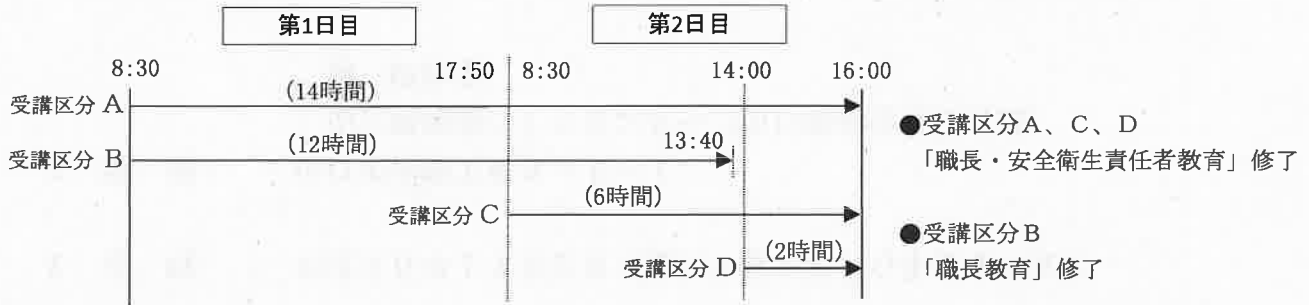 第1日目 第2日目
8:30 17:50 8:30 14:00 16:00
受講区分 A (14時間)
●受講区分A、C、D
「職長・安全衛生責任者教育」修了
受講区分 B (12時間) 13:40
受講区分 C (6時間)
●受講区分B
「職長教育」修了
受講区分 D (2時間)